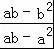 ab − b²
ab − a²